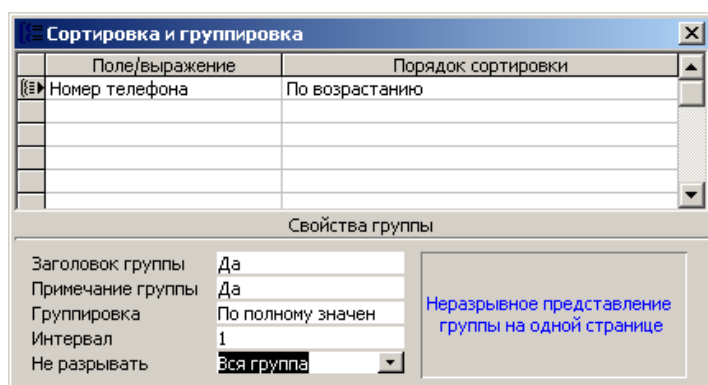 Сортировка и группировка
Поле/выражение Порядок сортировки
Номер телефона По возрастанию
Свойства группы
Заголовок группы Да
Примечание группы Да
Группировка По полному значен
Интервал 1
Не разрывать Вся группа
Неразрывное представление
группы на одной странице